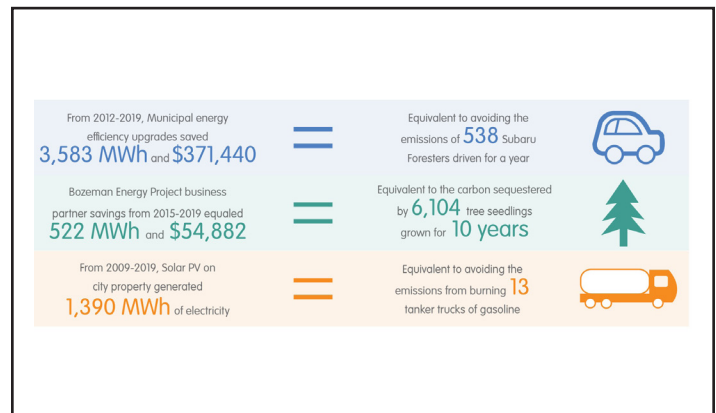 From 2012-2019, Municipal energy
efficiency upgrades saved
3,583 MWh and $371,440
=
Equivalent to avoiding the
emissions of 538 Subaru
Foresters driven for a year
Bozeman Energy Project business
partner savings from 2015-2019 equaled
522 MWh and $54,882
=
Equivalent to the carbon sequestered
by 6,104 tree seedlings
grown for 10 years
From 2009-2019, Solar PV on
city property generated
1,390 MWh of electricity
=
Equivalent to avoiding the
emissions from burning 13
tanker trucks of gasoline